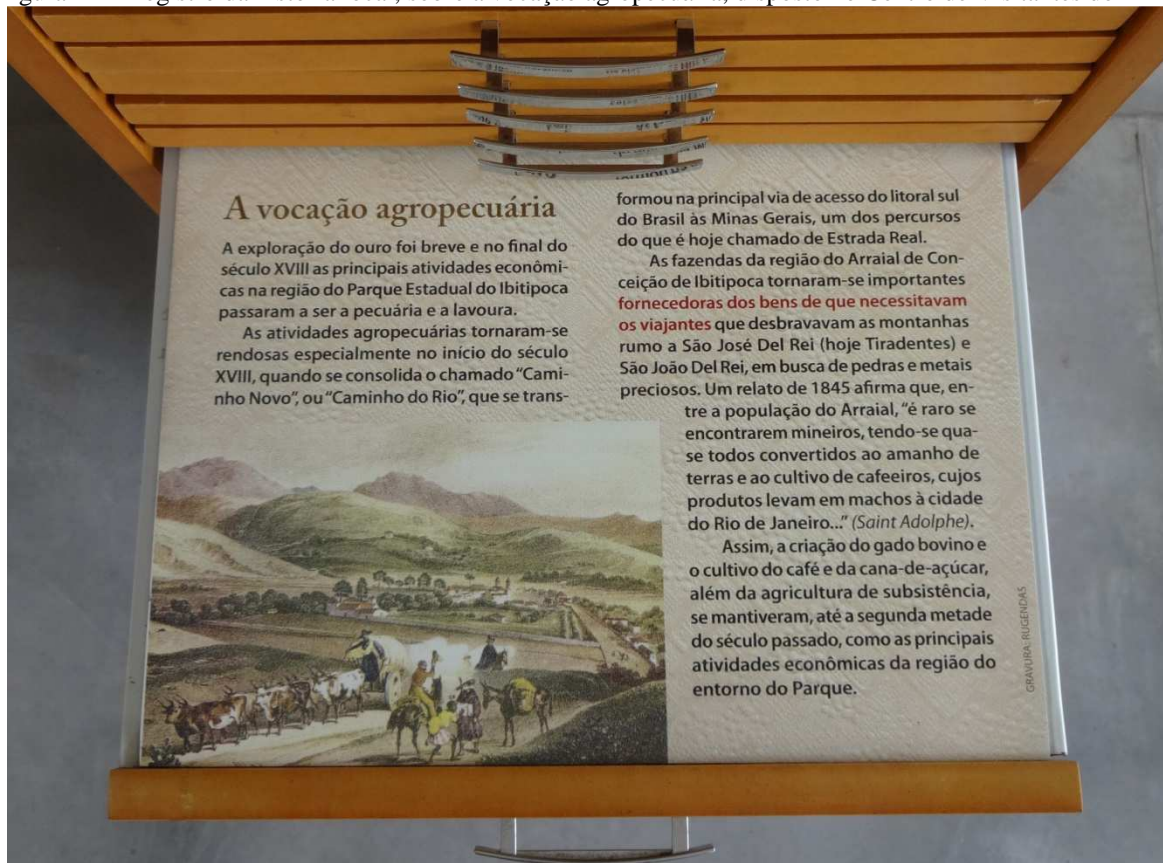 A vocação agropecuária
A exploração do ouro foi breve e no final do
século XVIII as principais atividades econômi-
cas na região do Parque Estadual do Ibitipoca
passaram a ser a pecuária e a lavoura.
As atividades agropecuárias tornaram-se
rendosas especialmente no início do século
XVIII, quando se consolida o chamado “Cami-
nho Novo”, ou “Caminho do Rio”, que se trans-
formou na principal via de acesso do litoral sul
do Brasil às Minas Gerais, um dos percursos
do que é hoje chamado de Estrada Real.
As fazendas da região do Arraial de Con-
ceição de Ibitipoca tornaram-se importantes
fornecedoras dos bens de que necessitavam
os viajantes que desbravavam as montanhas
rumo a São José Del Rei (hoje Tiradentes) e
São João Del Rei, em busca de pedras e metais
preciosos. Um relato de 1845 afirma que, en-
tre a população do Arraial, “é raro se
encontrarem mineiros, tendo-se qua-
se todos convertidos ao amanho de
terras e ao cultivo de cafeeiros, cujos
produtos levam em machos à cidade
do Rio de Janeiro...” (Saint Adolphe).
Assim, a criação do gado bovino e
o cultivo do café e da cana-de-açúcar,
além da agricultura de subsistência,
se mantiveram, até a segunda metade
do século passado, como as principais
atividades econômicas da região do
entorno do Parque.
GRAVURA: RUGENDAS